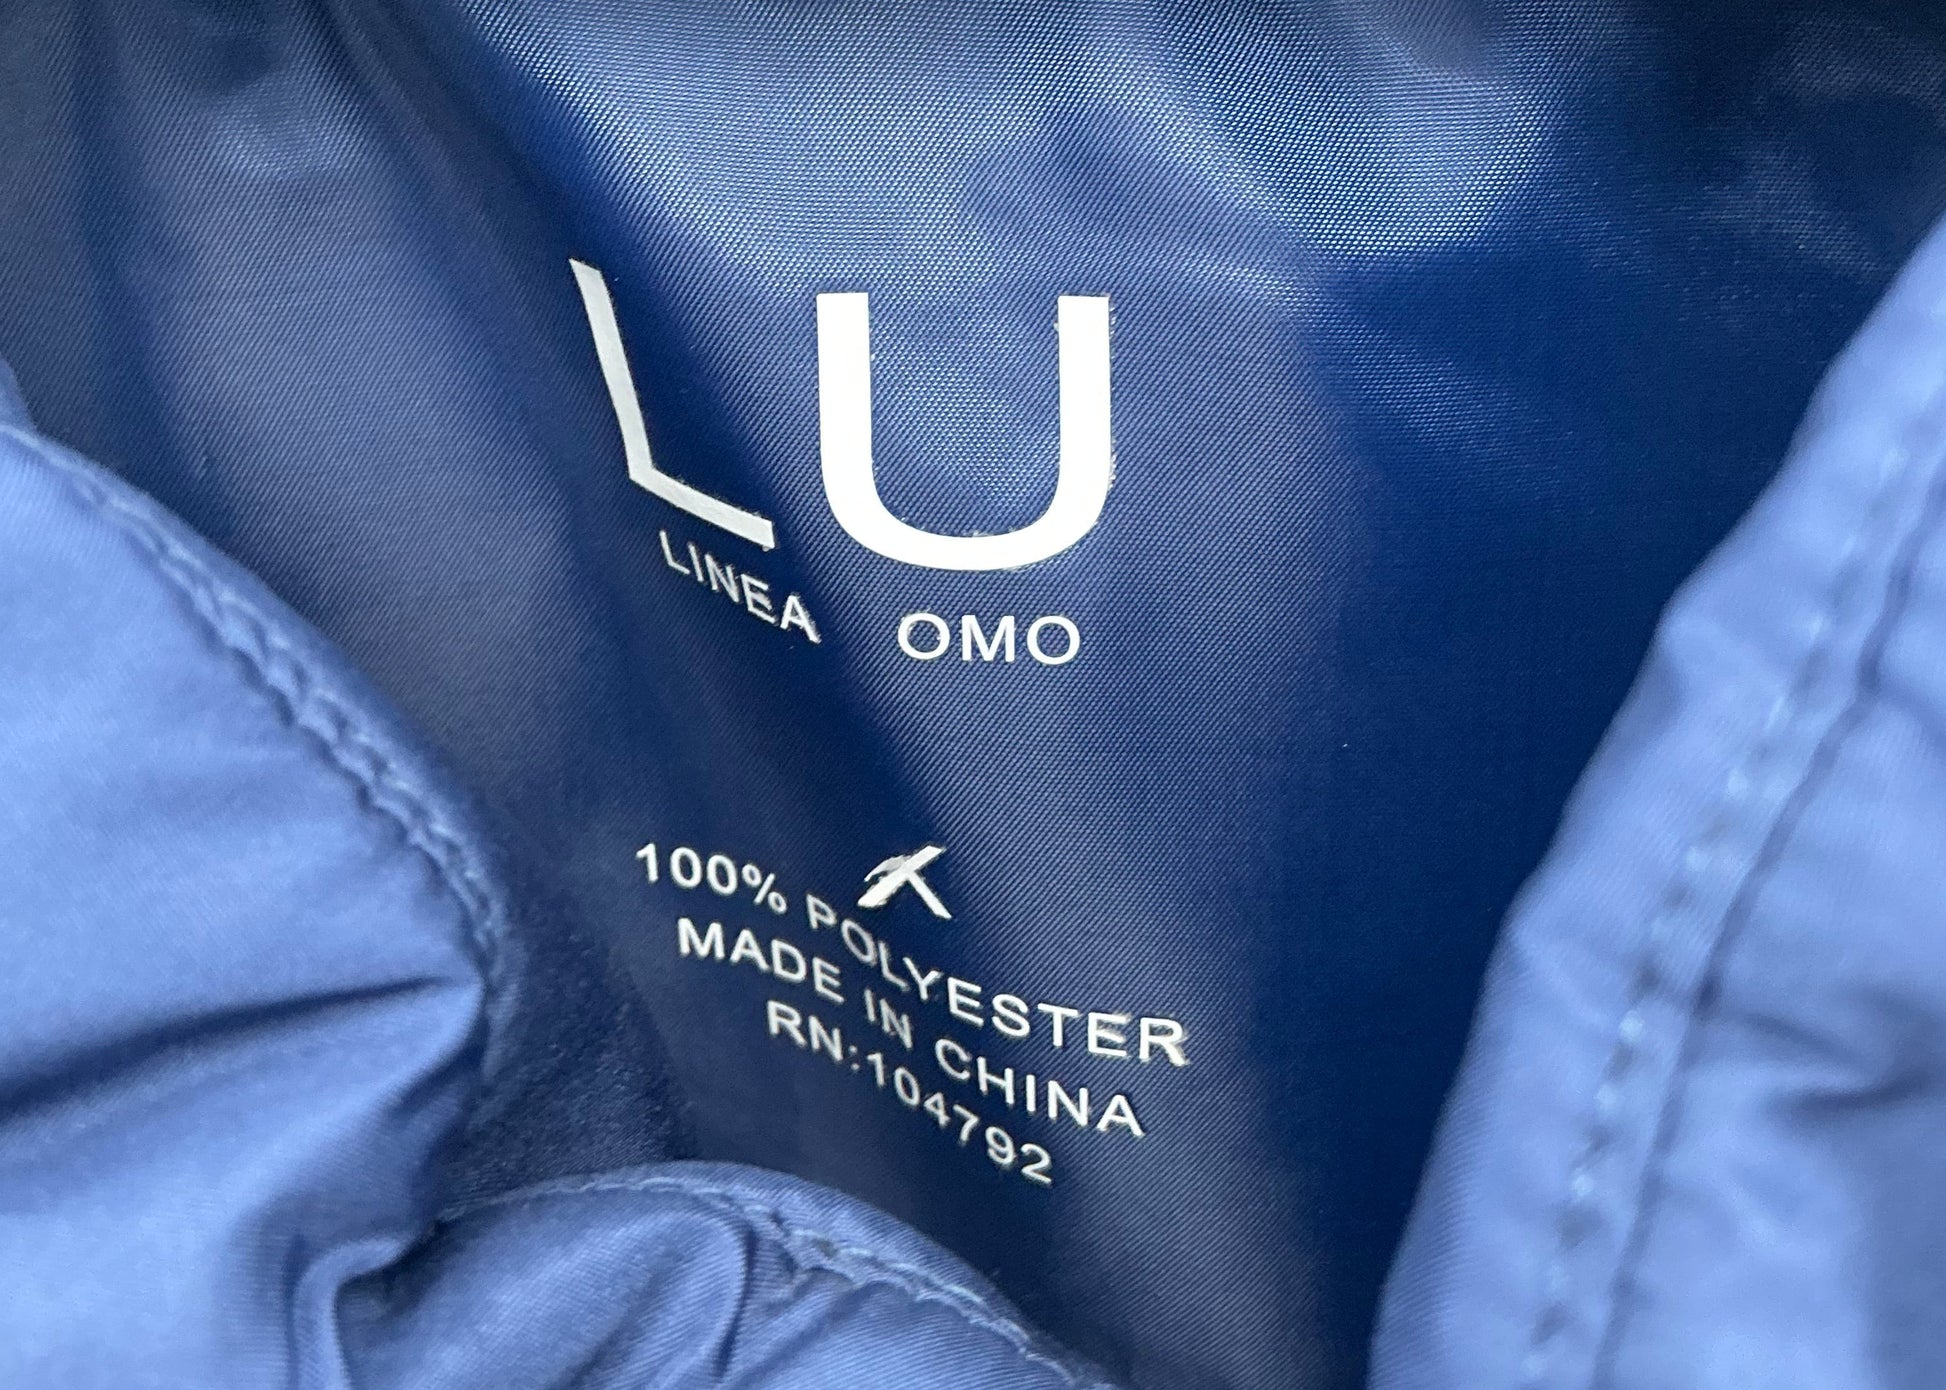 LU
LINEA OMO
X
100% POLYESTER
MADE IN CHINA
RN:104792